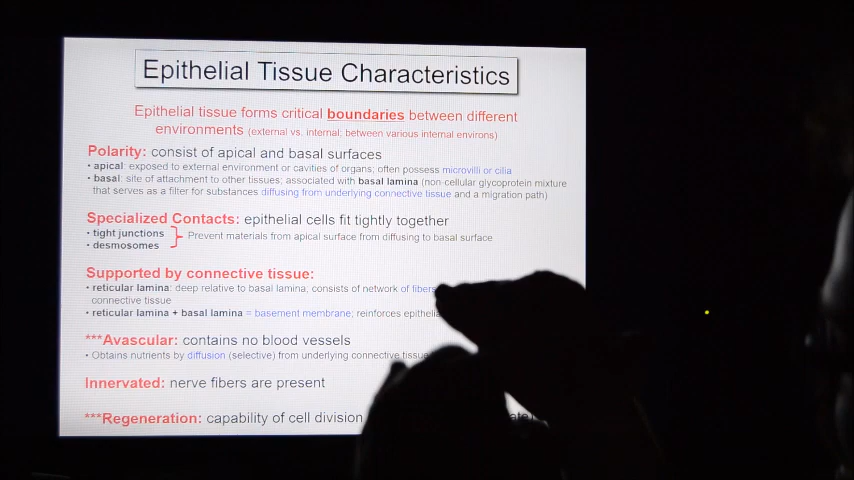 Epithelial Tissue Characteristics
Epithelial tissue forms critical boundaries between different
environments (external vs. internal; between various internal environs)
Polarity: consist of apical and basal surfaces
• apical: exposed to external environment or cavities of organs; often possess microvilli or cilia
• basal: site of attachment to other tissues; associated with basal lamina (non-cellular glycoprotein mixture
that serves as a filter for substances diffusing from underlying connective tissue and a migration path)
Specialized Contacts: epithelial cells fit tightly together
• tight junctions
• desmosomes
Prevent materials from apical surface from diffusing to basal surface
Supported by connective tissue:
• reticular lamina: deep relative to basal lamina, consists of network of fibers
connective tissue
• reticular lamina + basal lamina = basement membrane; reinforces
***Avascular: contains no blood vessels
• Obtains nutrients by diffusion (selective) from underlying connective tissue
Innervated: nerve fibers are present
***Regeneration: capability of cell division